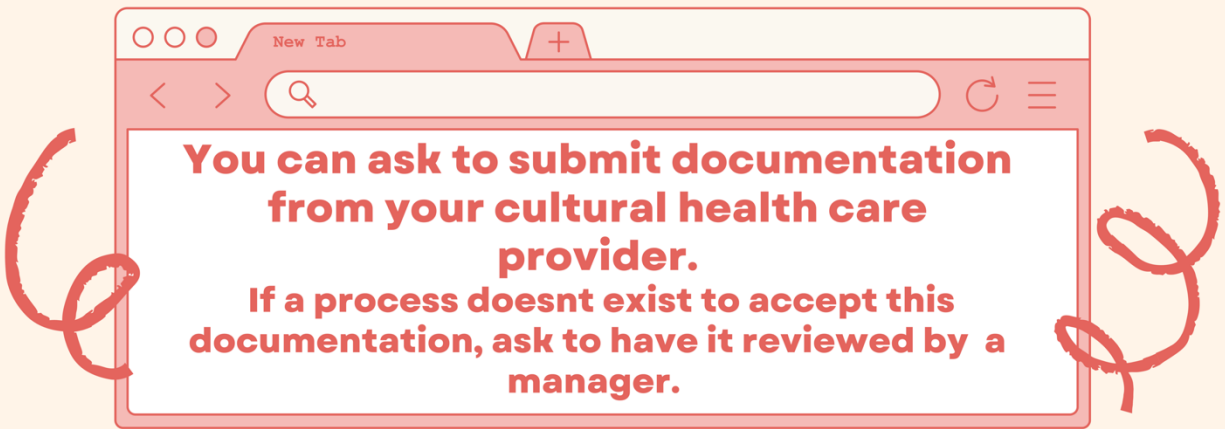 New Tab
You can ask to submit documentation
from your cultural health care
provider.
If a process doesnt exist to accept this
documentation, ask to have it reviewed by a
manager.